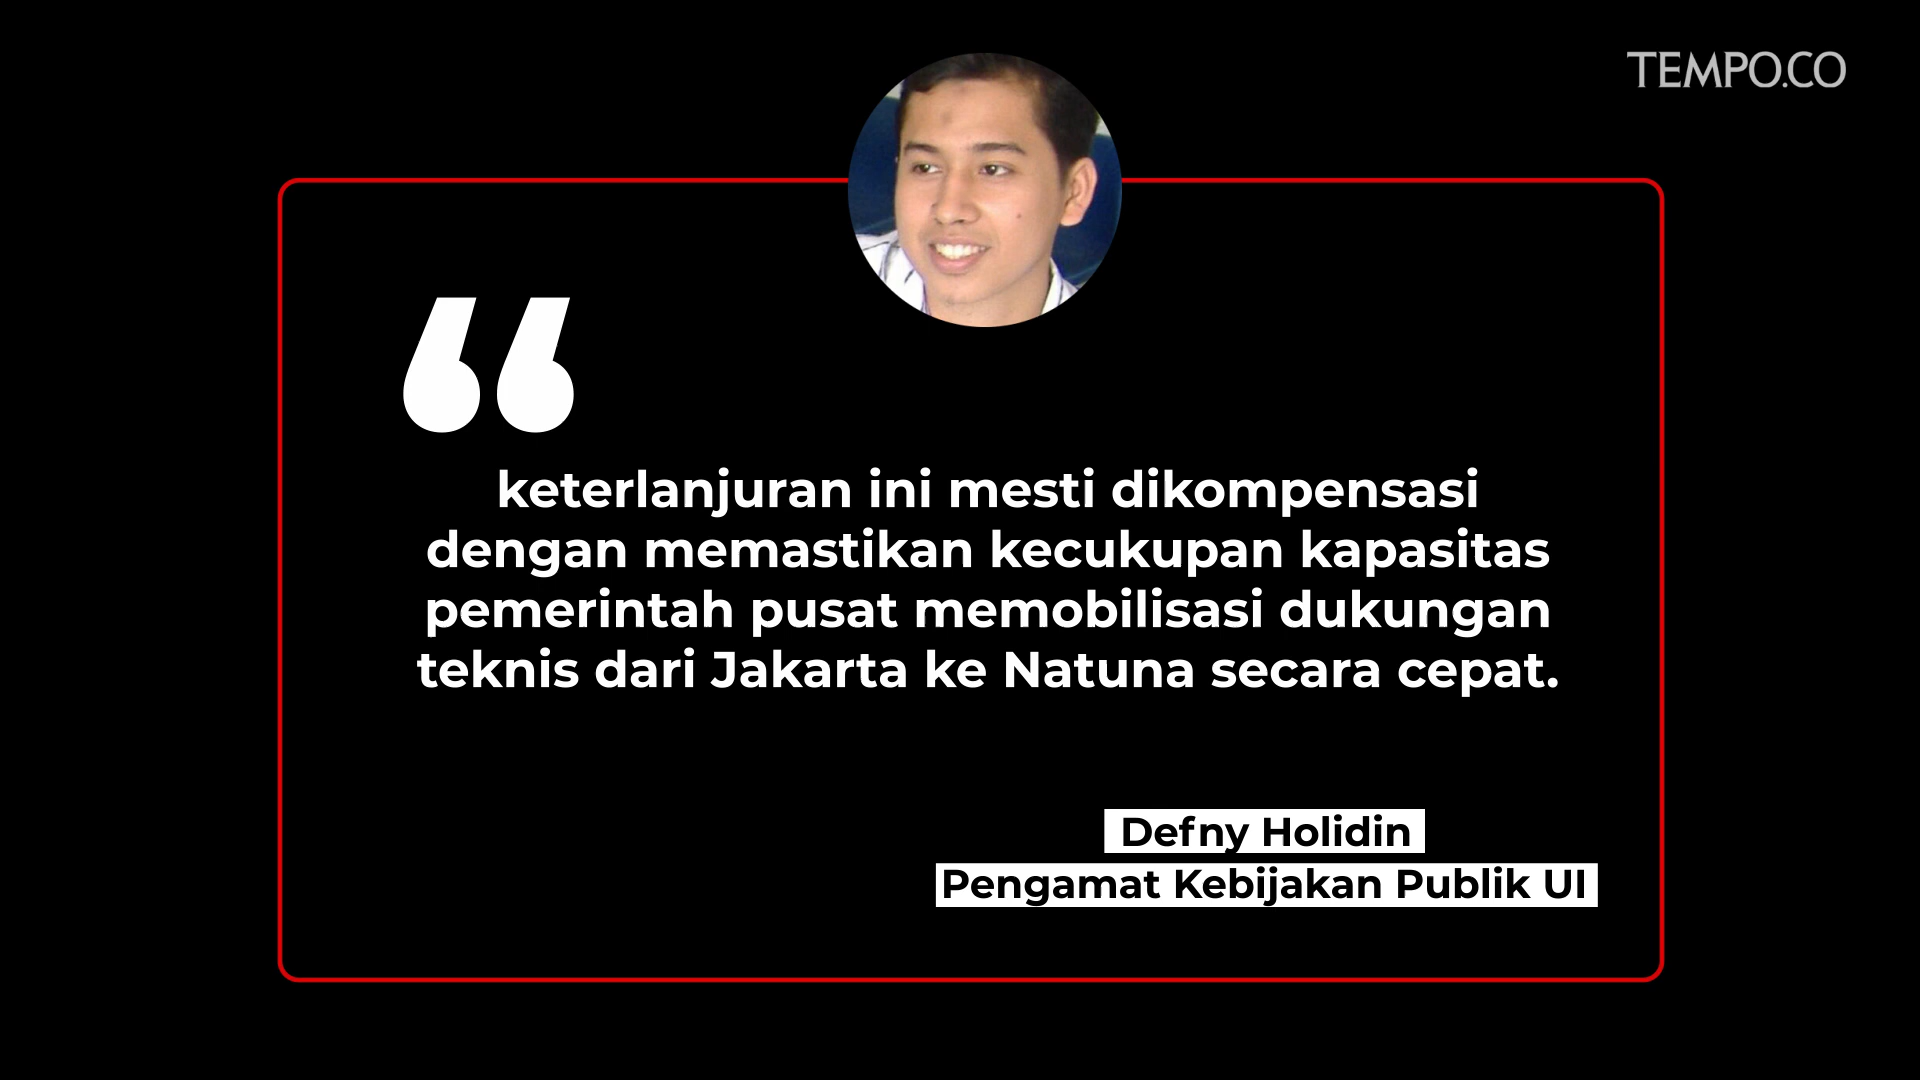 TEMPO.CO
“
keterlanjuran ini mesti dikompensasi
dengan memastikan kecukupan kapasitas
pemerintah pusat memobilisasi dukungan
teknis dari Jakarta ke Natuna secara cepat.
Defny Holidin
Pengamat Kebijakan Publik UI